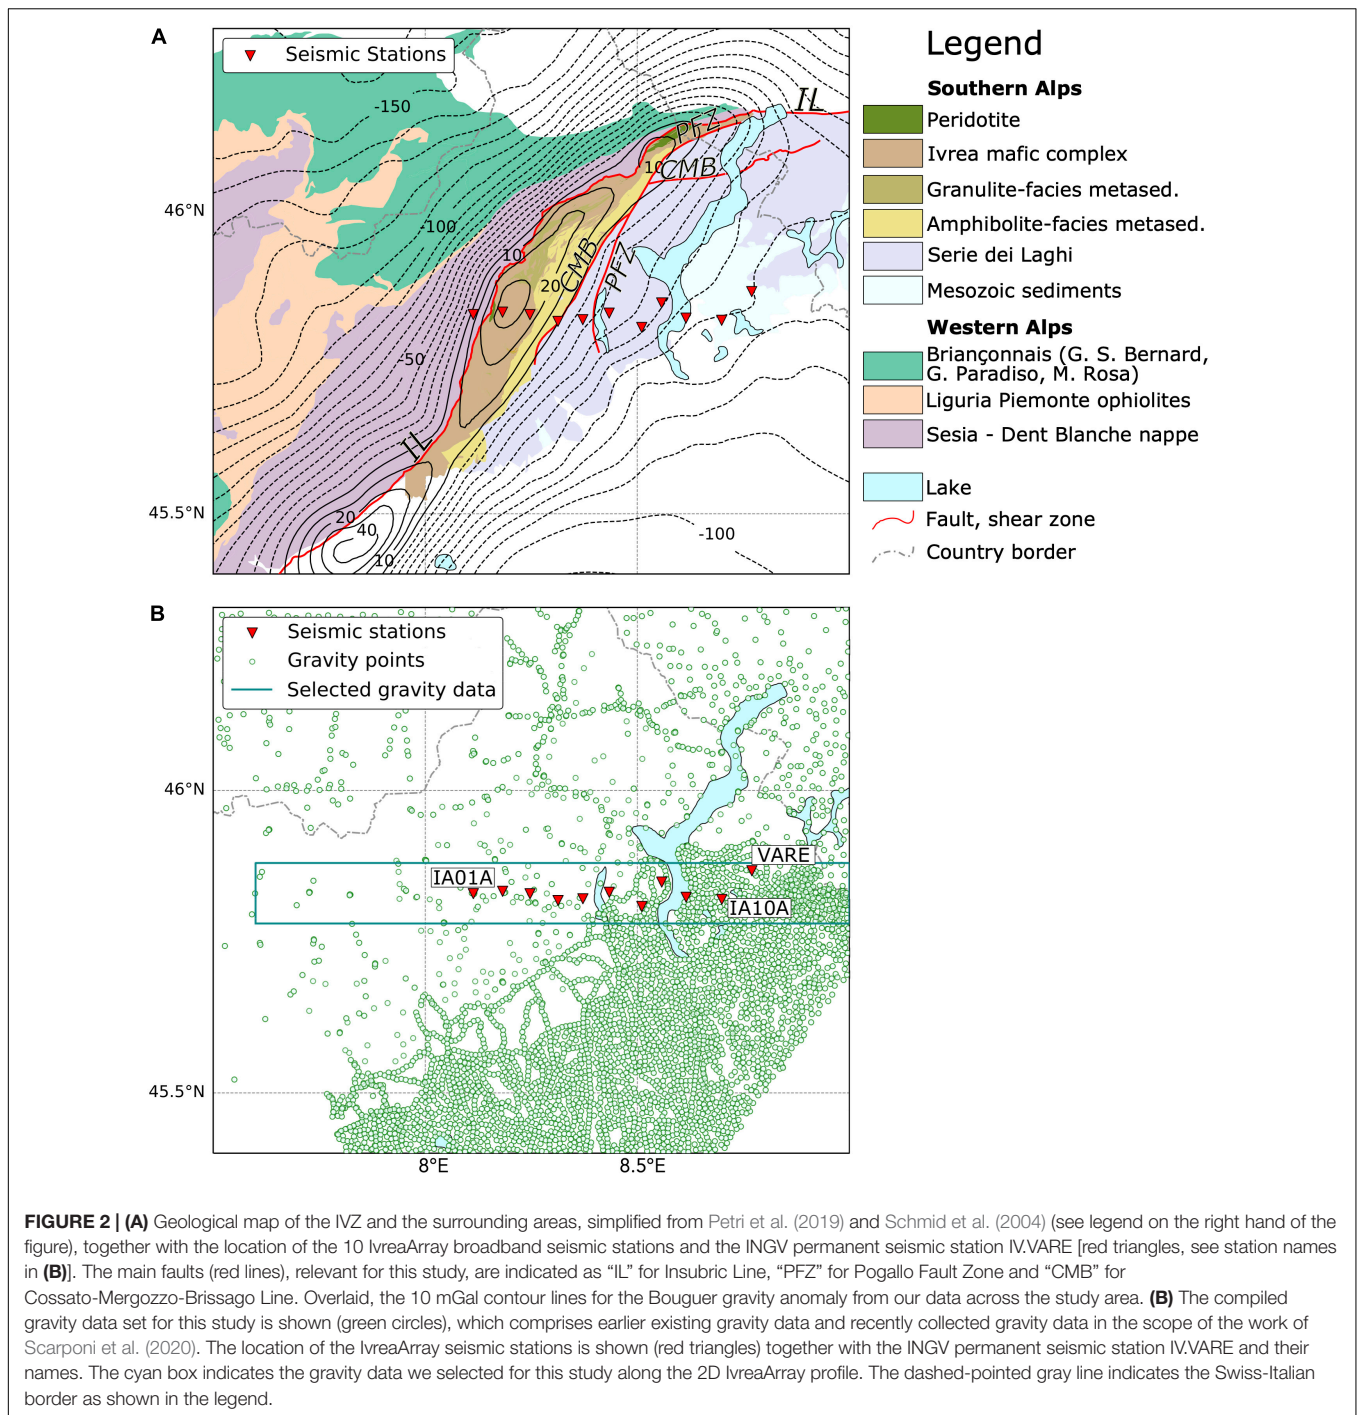 A
Seismic Stations
-150
IL
PFZ
10
CMB
46°N
-100
10
CMB
20
PFZ
-50
IL
45.5°N
20
40
10
-100
Legend
Southern Alps
Peridotite
Ivrea mafic complex
Granulite-facies metased.
Amphibolite-facies metased.
Serie dei Laghi
Mesozoic sediments
Western Alps
Briançonnais (G. S. Bernard,
G. Paradiso, M. Rosa)
Liguria Piemonte ophiolites
Sesia - Dent Blanche nappe
Lake
Fault, shear zone
Country border
B
Seismic stations
Gravity points
Selected gravity data
46°N
VARE
IA01A
IA10A
45.5°N
8°E
8.5°E
FIGURE 2 | (A) Geological map of the IVZ and the surrounding areas, simplified from Petri et al. (2019) and Schmid et al. (2004) (see legend on the right hand of the
figure), together with the location of the 10 IvreaArray broadband seismic stations and the INGV permanent seismic station IV.VARE [red triangles, see station names
in (B)]. The main faults (red lines), relevant for this study, are indicated as “IL” for Insubric Line, “PFZ” for Pogallo Fault Zone and “CMB” for
Cossato-Mergozzo-Brissago Line. Overlaid, the 10 mGal contour lines for the Bouguer gravity anomaly from our data across the study area. (B) The compiled
gravity data set for this study is shown (green circles), which comprises earlier existing gravity data and recently collected gravity data in the scope of the work of
Scarponi et al. (2020). The location of the IvreaArray seismic stations is shown (red triangles) together with the INGV permanent seismic station IV.VARE and their
names. The cyan box indicates the gravity data we selected for this study along the 2D IvreaArray profile. The dashed-pointed gray line indicates the Swiss-Italian
border as shown in the legend.